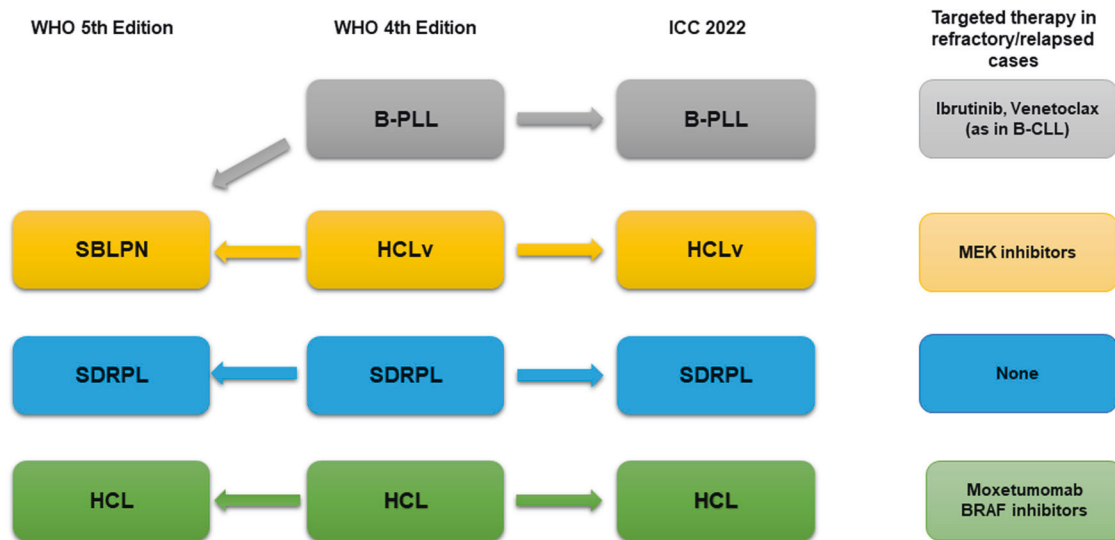 WHO 5th Edition
WHO 4th Edition
ICC 2022
Targeted therapy in
refractory/relapsed
cases
B-PLL
B-PLL
Ibrutinib, Venetoclax
(as in B-CLL)
SBLPN
HCLv
HCLv
MEK inhibitors
SDRPL
SDRPL
SDRPL
None
HCL
HCL
HCL
Moxetumomab
BRAF inhibitors